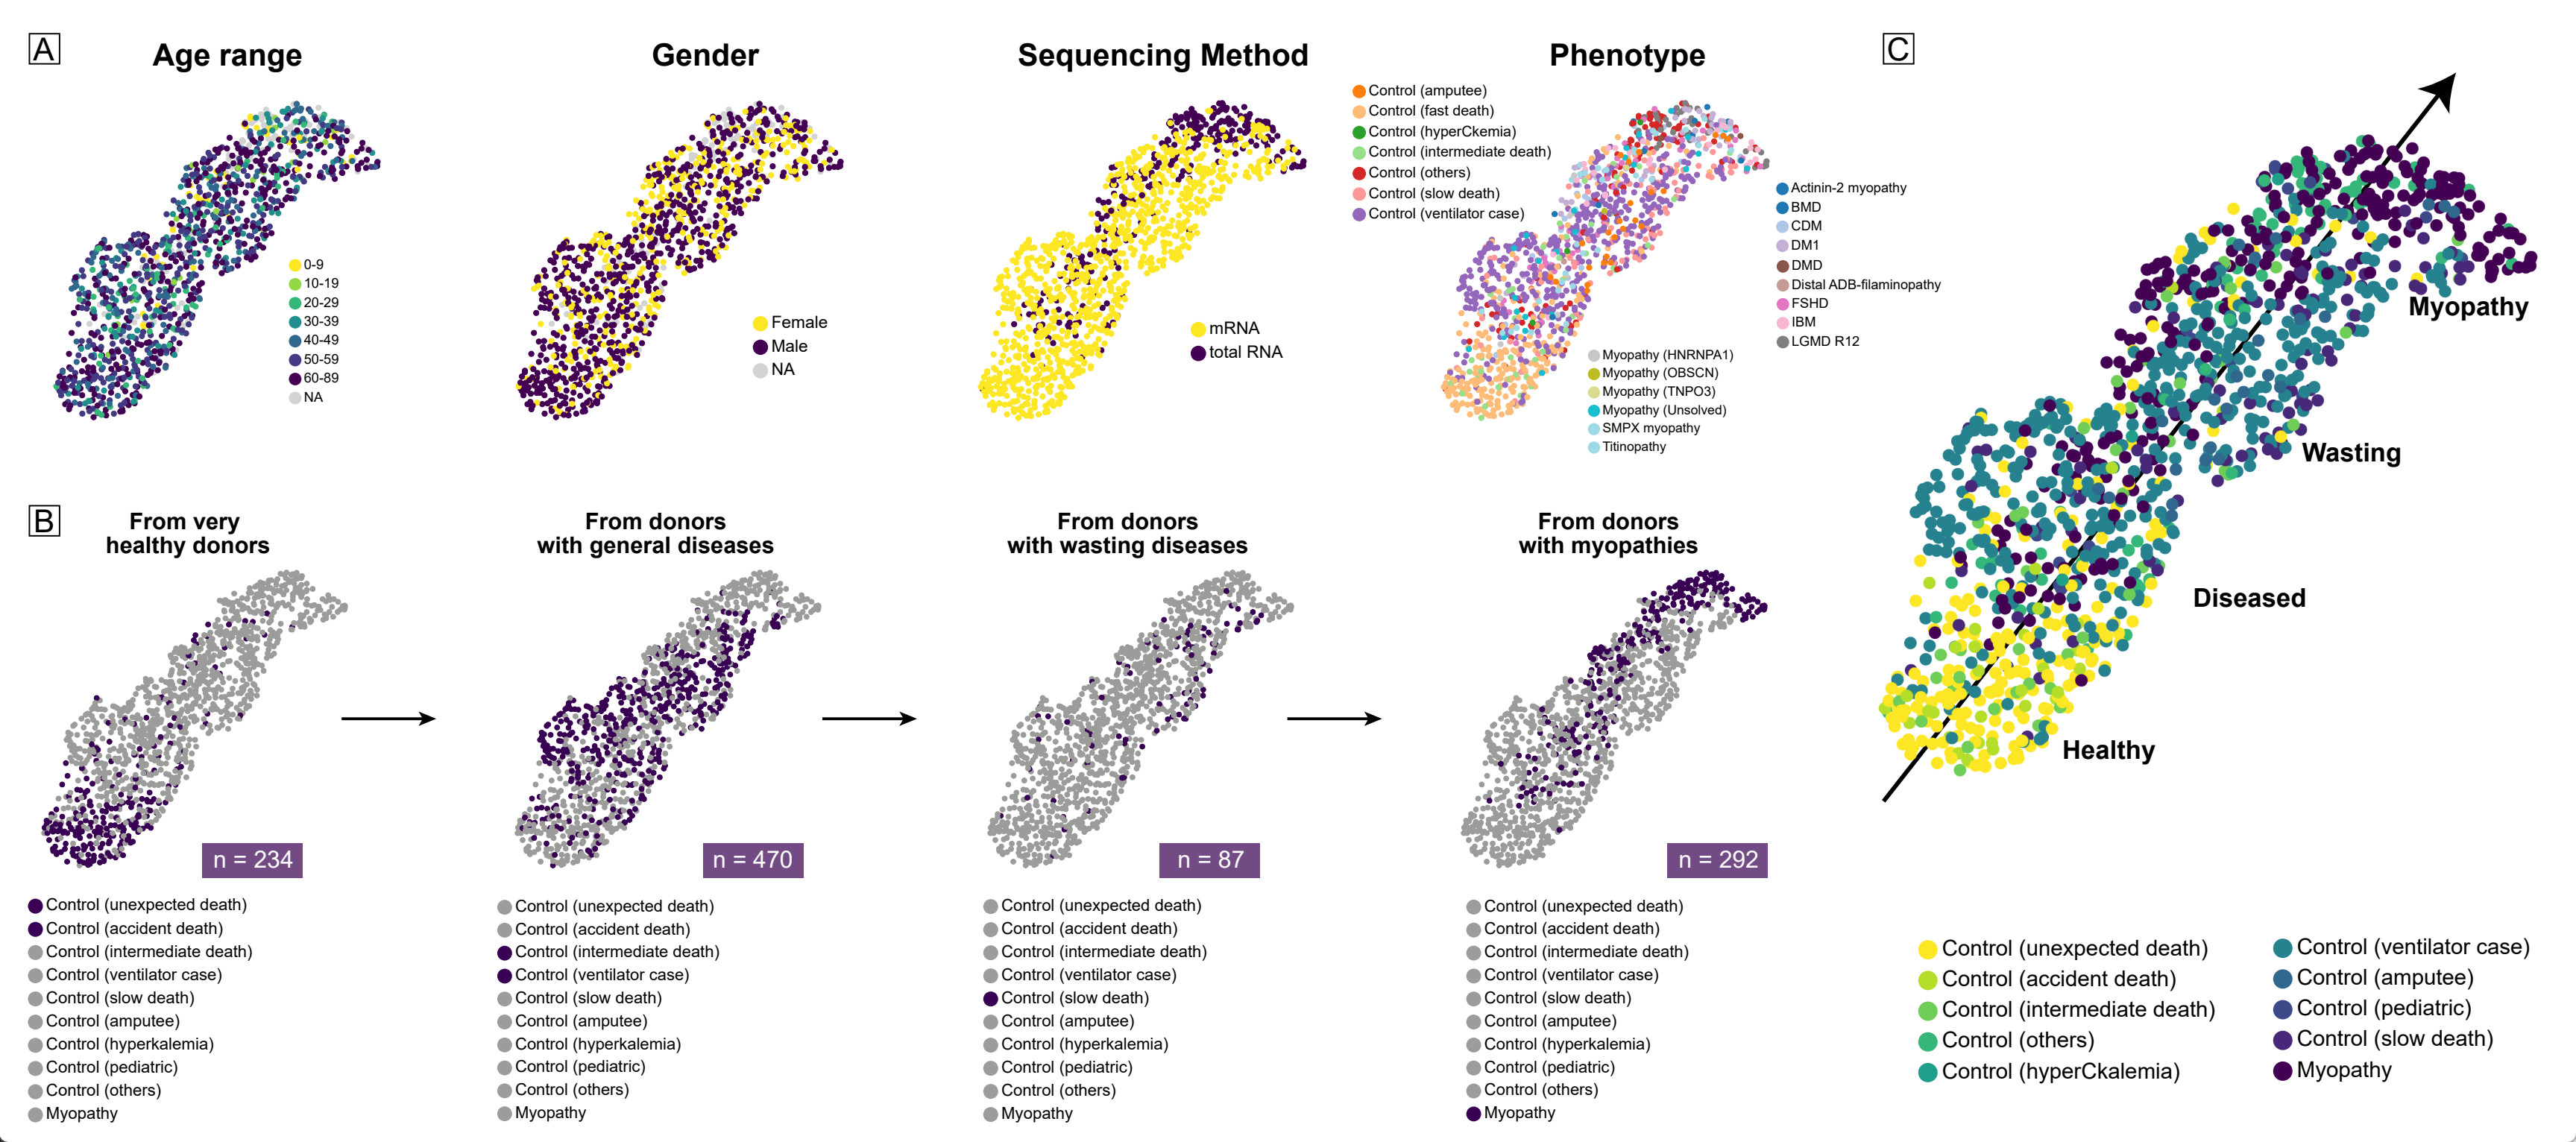 A
Age range
0-9
10-19
20-29
30-39
40-49
50-59
60-89
NA
Gender
Female
Male
NA
Sequencing Method
mRNA
total RNA
Phenotype
Control (amputee)
Control (fast death)
Control (hyperCkemia)
Control (intermediate death)
Control (others)
Control (slow death)
Control (ventilator case)
Actinin-2 myopathy
BMD
CDM
DM1
DMD
Distal ADB-filaminopathy
FSHD
IBM
LGMD R12
Myopathy (HNRNPA1)
Myopathy (OBSCN)
Myopathy (TNPO3)
Myopathy (Unsolved)
SMPX myopathy
Titinopathy
B
From very
healthy donors
n = 234
Control (unexpected death)
Control (accident death)
Control (intermediate death)
Control (ventilator case)
Control (slow death)
Control (amputee)
Control (hyperkalemia)
Control (pediatric)
Control (others)
Myopathy
From donors
with general diseases
n = 470
Control (unexpected death)
Control (accident death)
Control (intermediate death)
Control (ventilator case)
Control (slow death)
Control (amputee)
Control (hyperkalemia)
Control (pediatric)
Control (others)
Myopathy
From donors
with wasting diseases
n = 87
Control (unexpected death)
Control (accident death)
Control (intermediate death)
Control (ventilator case)
Control (slow death)
Control (amputee)
Control (hyperkalemia)
Control (pediatric)
Control (others)
Myopathy
From donors
with myopathies
n = 292
Control (unexpected death)
Control (accident death)
Control (intermediate death)
Control (ventilator case)
Control (slow death)
Control (amputee)
Control (hyperkalemia)
Control (pediatric)
Control (others)
Myopathy
C
Myopathy
Wasting
Diseased
Healthy
Control (unexpected death)
Control (accident death)
Control (intermediate death)
Control (others)
Control (hyperCkalemia)
Control (ventilator case)
Control (amputee)
Control (pediatric)
Control (slow death)
Myopathy